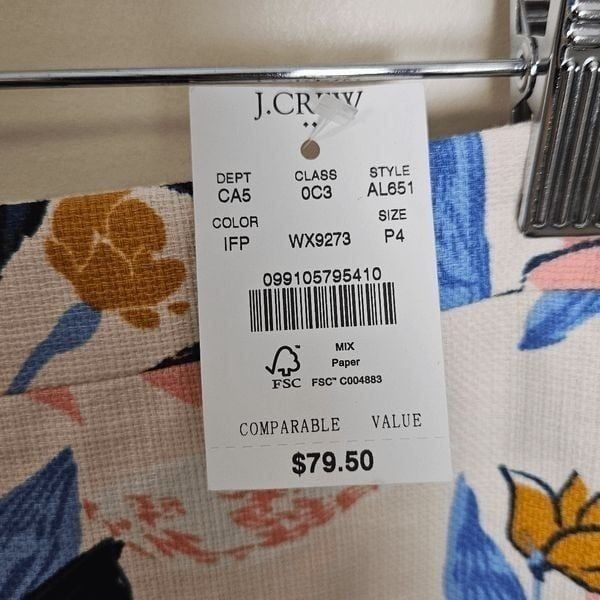 J.CREW
DEPT CLASS STYLE
CA5 0C3 AL651
COLOR SIZE
IFP WX9273 P4
099105795410
MIX
Paper
FSC FSC™ C004883
COMPARABLE VALUE
$79.50